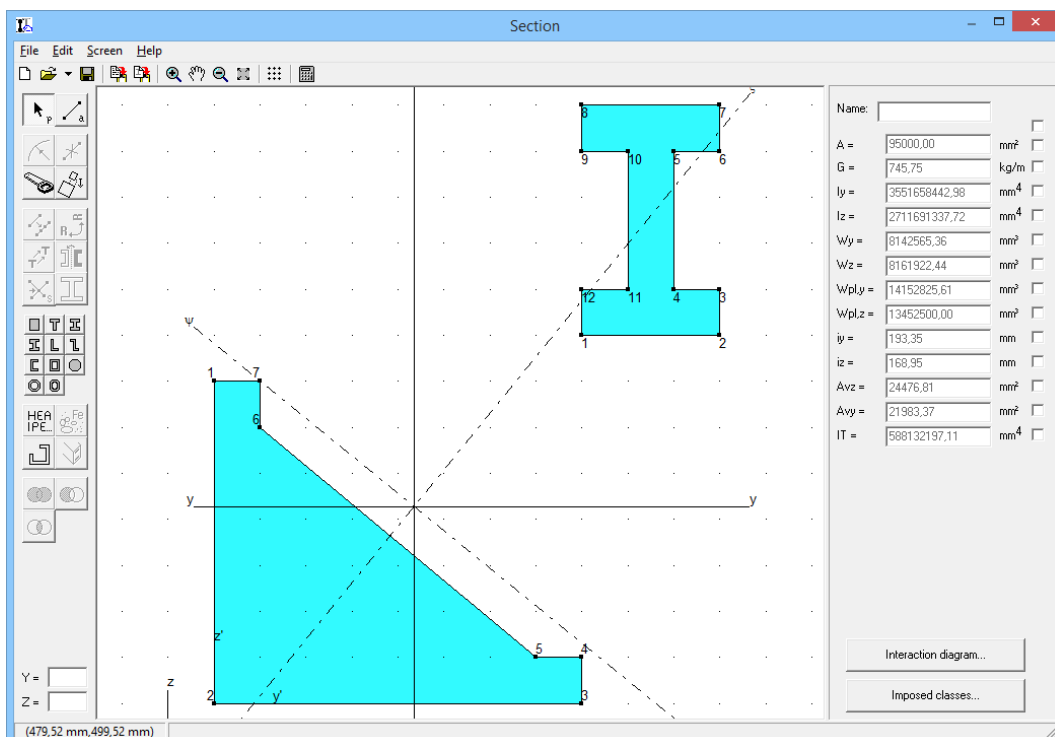 Section
File Edit Screen Help
P a
R
T T
S
HEA IPE... Fe
Y =
Z =
(479,52 mm,499,52 mm)
8 7
9 10 5 6
12 11 4 3
1 2
s
ψ
1 7
6
y y
5 4
z'
z
2 y' 3
Name:
A = 95000,00 mm²
G = 745,75 kg/m
Iy = 3551658442,98 mm4
Iz = 2711691337,72 mm4
Wy = 8142565,36 mm³
Wz = 8161922,44 mm³
Wpl,y = 14152825,61 mm³
Wpl,z = 13452500,00 mm³
iy = 193,35 mm
iz = 168,95 mm
Avz = 24476,81 mm²
Avy = 21983,37 mm²
IT = 588132197,11 mm4
Interaction diagram...
Imposed classes...